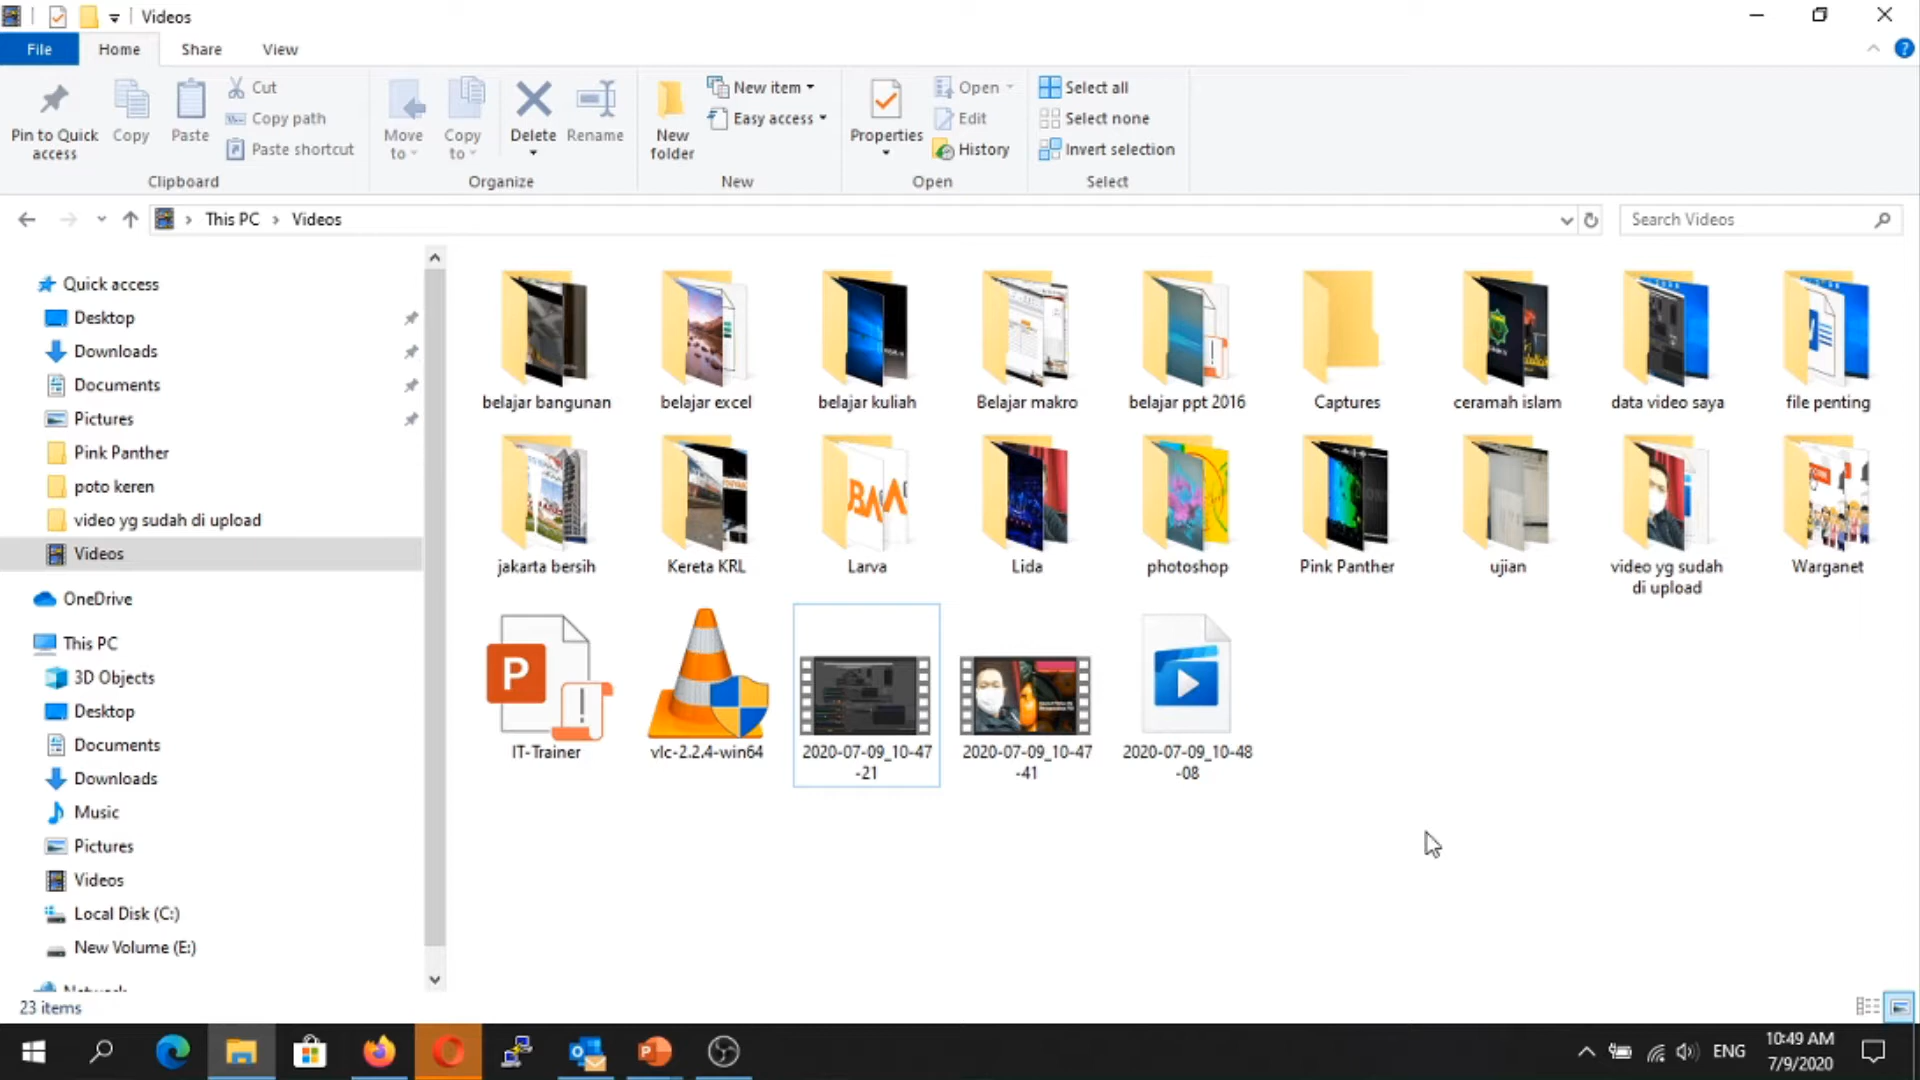 Videos
File Home Share View
Pin to Quick access
Copy
Paste
Cut
Copy path
Paste shortcut
Clipboard
Move to
Copy to
Delete
Rename
Organize
New folder
New item
Easy access
New
Properties
Open
Edit
History
Open
Select all
Select none
Invert selection
Select
This PC > Videos
Search Videos
Quick access
Desktop
Downloads
Documents
Pictures
Pink Panther
poto keren
video yg sudah di upload
Videos
OneDrive
This PC
3D Objects
Desktop
Documents
Downloads
Music
Pictures
Videos
Local Disk (C:)
New Volume (E:)
belajar bangunan
belajar excel
belajar kuliah
Belajar makro
belajar ppt 2016
Captures
ceramah islam
data video saya
file penting
jakarta bersih
Kereta KRL
Larva
Lida
photoshop
Pink Panther
ujian
video yg sudah
di upload
Warganet
IT-Trainer
vlc-2.2.4-win64
2020-07-09_10-47
-21
2020-07-09_10-47
-41
2020-07-09_10-48
-08
23 items
ENG
10:49 AM
7/9/2020